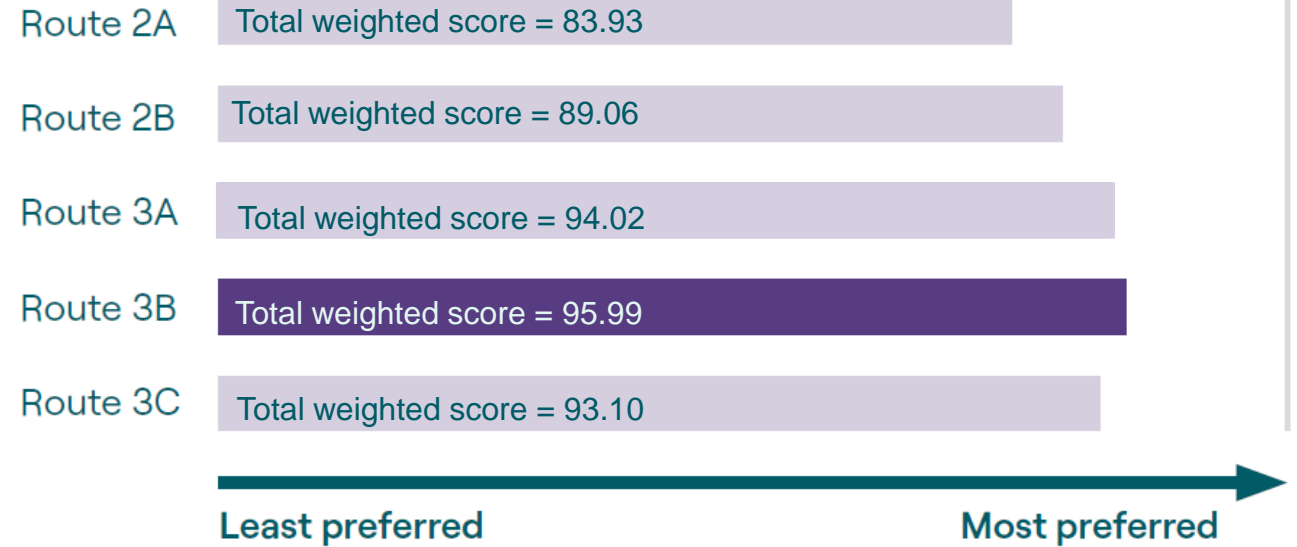 Route 2A Total weighted score = 83.93
Route 2B Total weighted score = 89.06
Route 3A Total weighted score = 94.02
Route 3B Total weighted score = 95.99
Route 3C Total weighted score = 93.10
Least preferred Most preferred